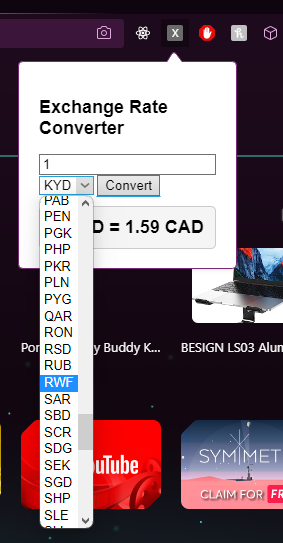 X
Exchange Rate
Converter
1
KYD
Convert
PAB
PEN
PGK
PHP
PKR
PLN
PYG
QAR
RON
RSD
RUB
RWF
SAR
SBD
SCR
SDG
SEK
SGD
SHP
SLE
D = 1.59 CAD
Buddy K...
BESIGN LS03 Alum
YouTube
SYMMET
CLAIM FOR FR